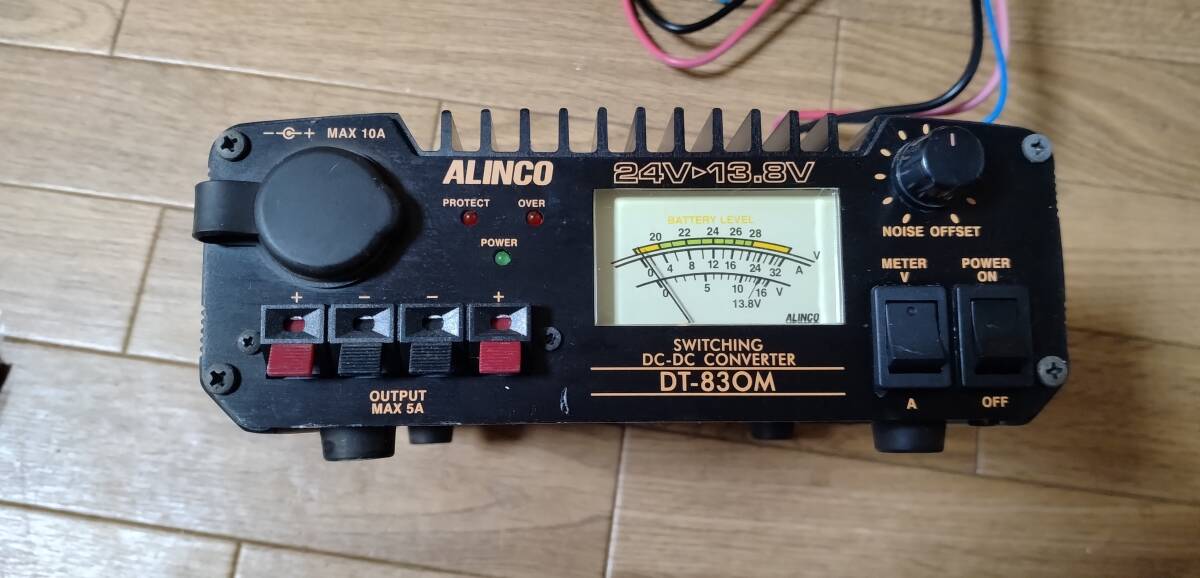 - + MAX 10A
ALINCO
24V▷13.8V
PROTECT OVER
POWER
NOISE OFFSET
BATTERY LEVEL
20 22 24 26 28
V
0 4 8 12 16 24 32 A
0 5 10 16 V
13.8V
ALINCO
METER
V
POWER
ON
+ - - +
OUTPUT
MAX 5A
SWITCHING
DC-DC CONVERTER
DT-830M
A
OFF